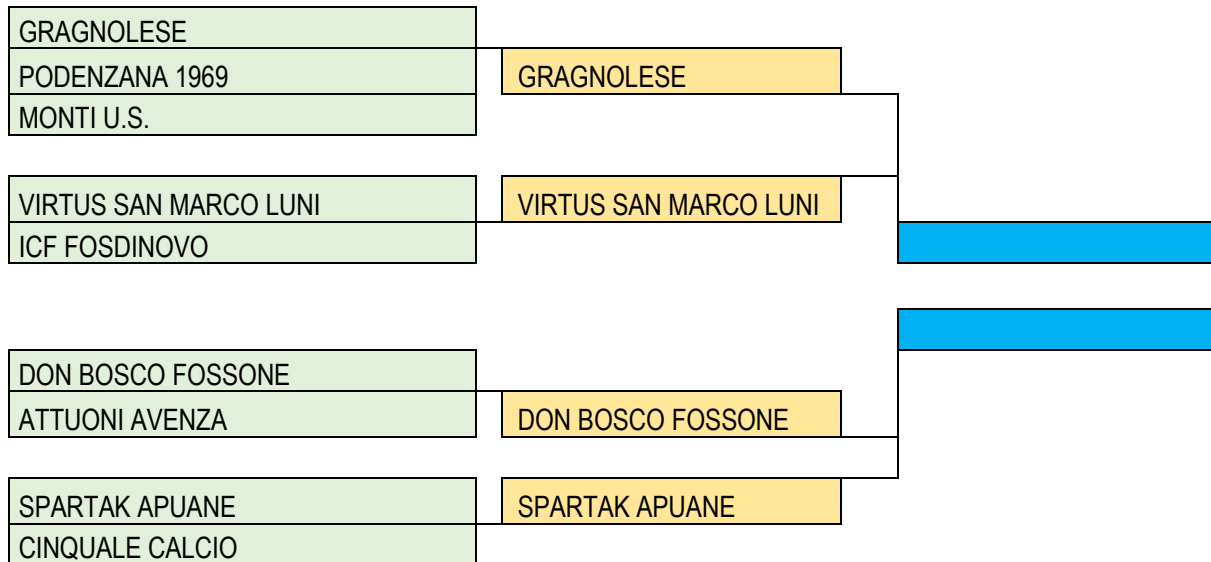 GRAGNOLESE
PODENZANA 1969
GRAGNOLESE
MONTI U.S.
VIRTUS SAN MARCO LUNI
VIRTUS SAN MARCO LUNI
ICF FOSDINOVO
DON BOSCO FOSSONE
ATTUONI AVENZA
DON BOSCO FOSSONE
SPARTAK APUANE
SPARTAK APUANE
CINQUALE CALCIO